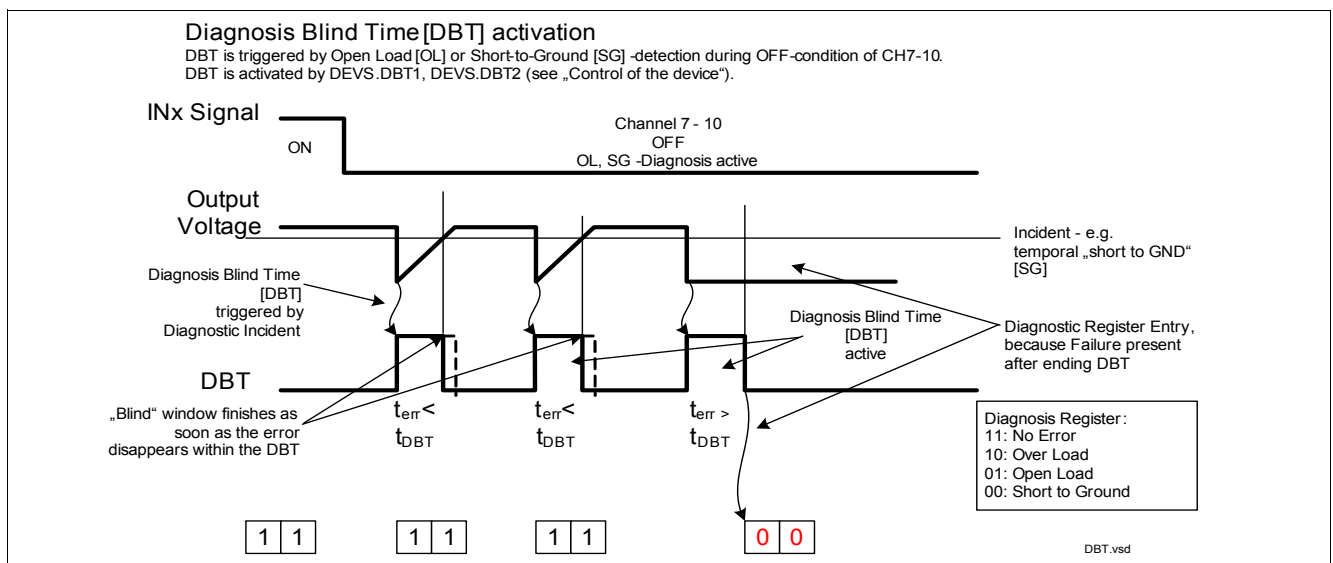 Diagnosis Blind Time [DBT] activation
DBT is triggered by Open Load [OL] or Short-to-Ground [SG] -detection during OFF-condition of CH7-10.
DBT is activated by DEVS.DBT1, DEVS.DBT2 (see „Control of the device“).
INx Signal
ON
Channel 7 - 10
OFF
OL, SG -Diagnosis active
Output
Voltage
Incident - e.g.
temporal „short to GND“
[SG]
Diagnosis Blind Time
[DBT]
triggered by
Diagnostic Incident
Diagnosis Blind Time
[DBT]
active
Diagnostic Register Entry,
because Failure present
after ending DBT
DBT
„Blind“ window finishes as
soon as the error
disappears within the DBT
terr<
tDBT
terr<
tDBT
terr >
tDBT
Diagnosis Register:
11: No Error
10: Over Load
01: Open Load
00: Short to Ground
1 1
1 1
1 1
0 0
DBT.vsd